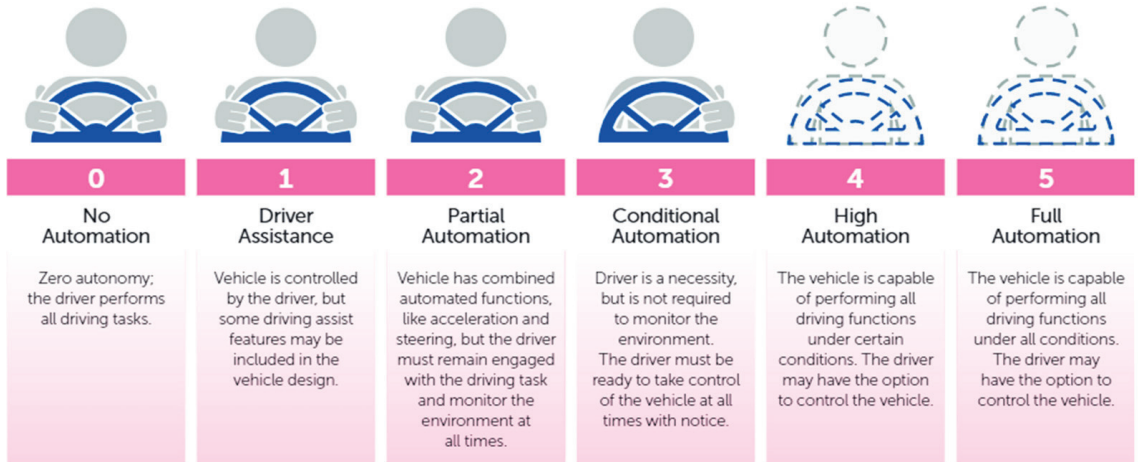 0
No
Automation
Zero autonomy;
the driver performs
all driving tasks.
1
Driver
Assistance
Vehicle is controlled
by the driver, but
some driving assist
features may be
included in the
vehicle design.
2
Partial
Automation
Vehicle has combined
automated functions,
like acceleration and
steering, but the driver
must remain engaged
with the driving task
and monitor the
environment at
all times.
3
Conditional
Automation
Driver is a necessity,
but is not required
to monitor the
environment.
The driver must be
ready to take control
of the vehicle at all
times with notice.
4
High
Automation
The vehicle is capable
of performing all
driving functions
under certain
conditions. The driver
may have the option
to control the vehicle.
5
Full
Automation
The vehicle is capable
of performing all
driving functions
under all conditions.
The driver may
have the option to
control the vehicle.